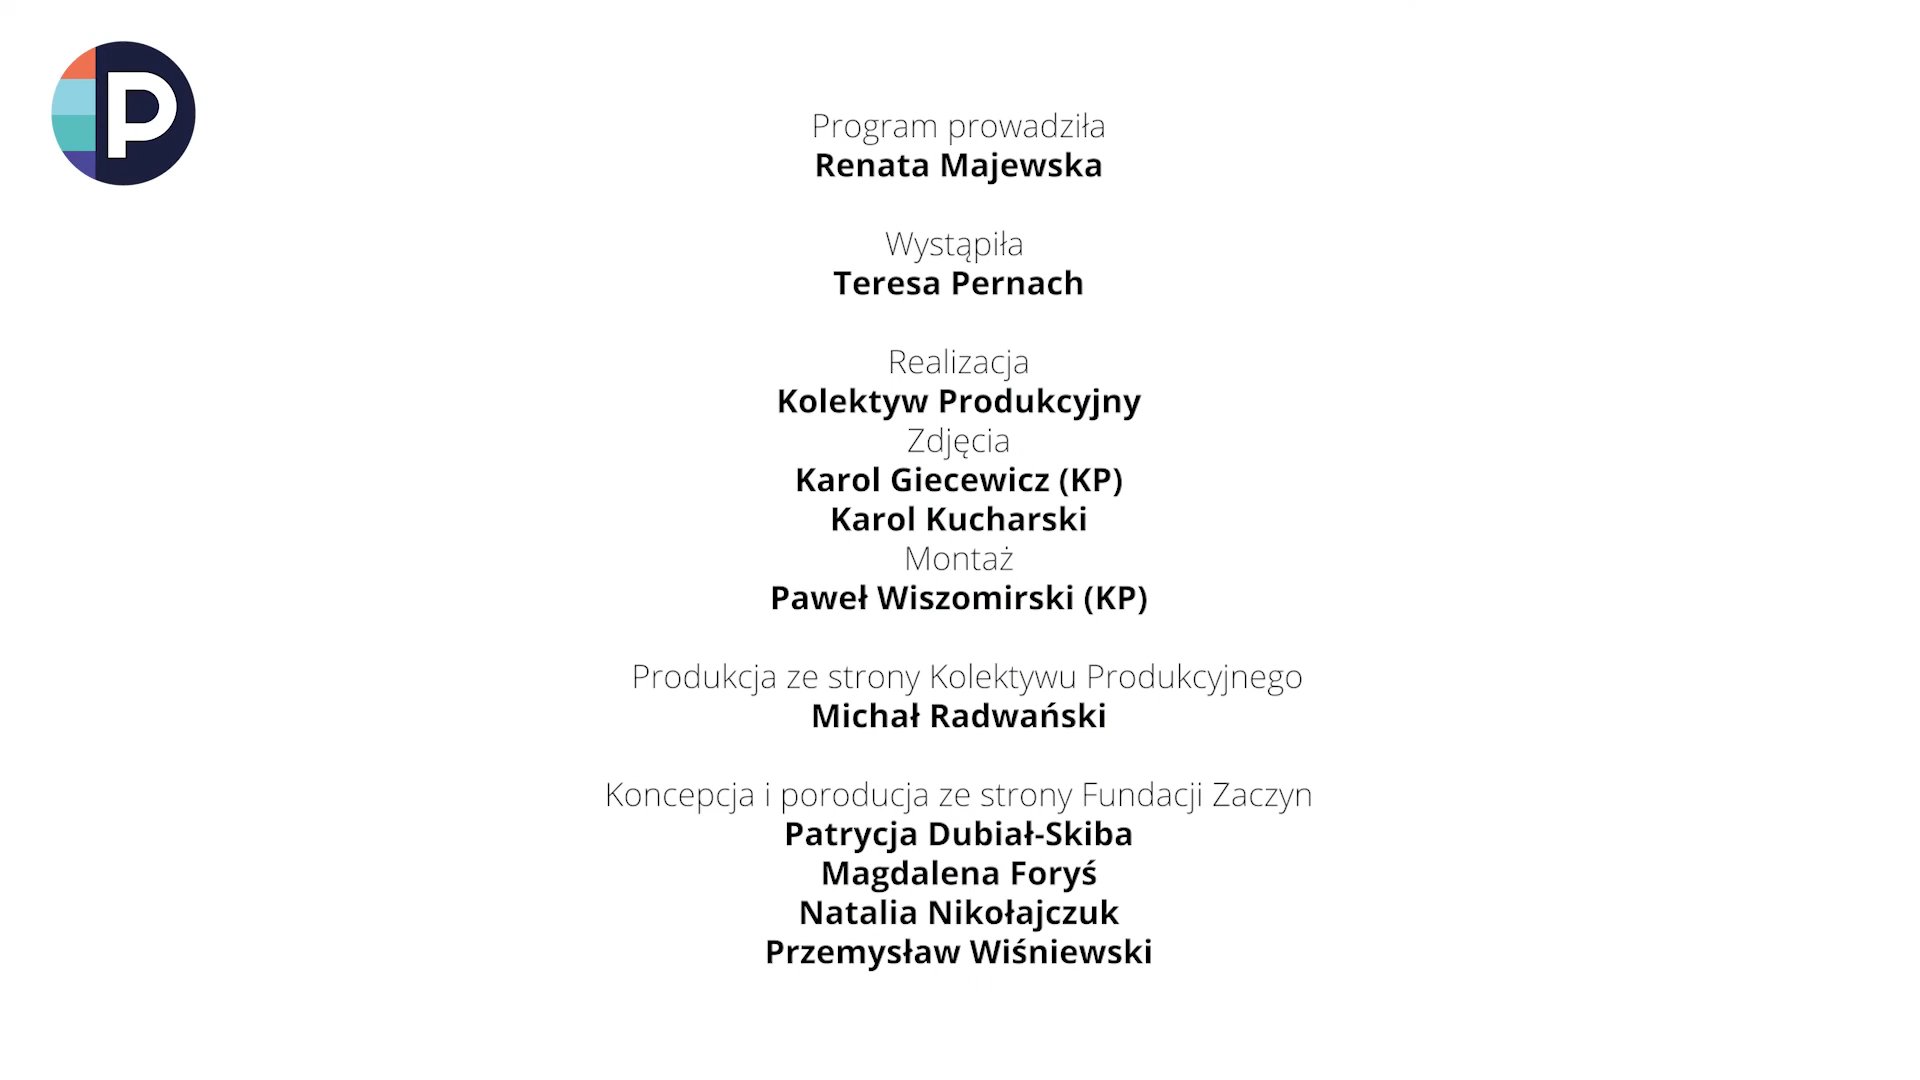 P
Program prowadziła
Renata Majewska
Wystąpiła
Teresa Pernach
Realizacja
Kolektyw Produkcyjny
Zdjęcia
Karol Giecewicz (KP)
Karol Kucharski
Montaż
Paweł Wiszomirski (KP)
Produkcja ze strony Kolektywu Produkcyjnego
Michał Radwański
Koncepcja i poroducja ze strony Fundacji Zaczyn
Patrycja Dubiał-Skiba
Magdalena Foryś
Natalia Nikołajczuk
Przemysław Wiśniewski